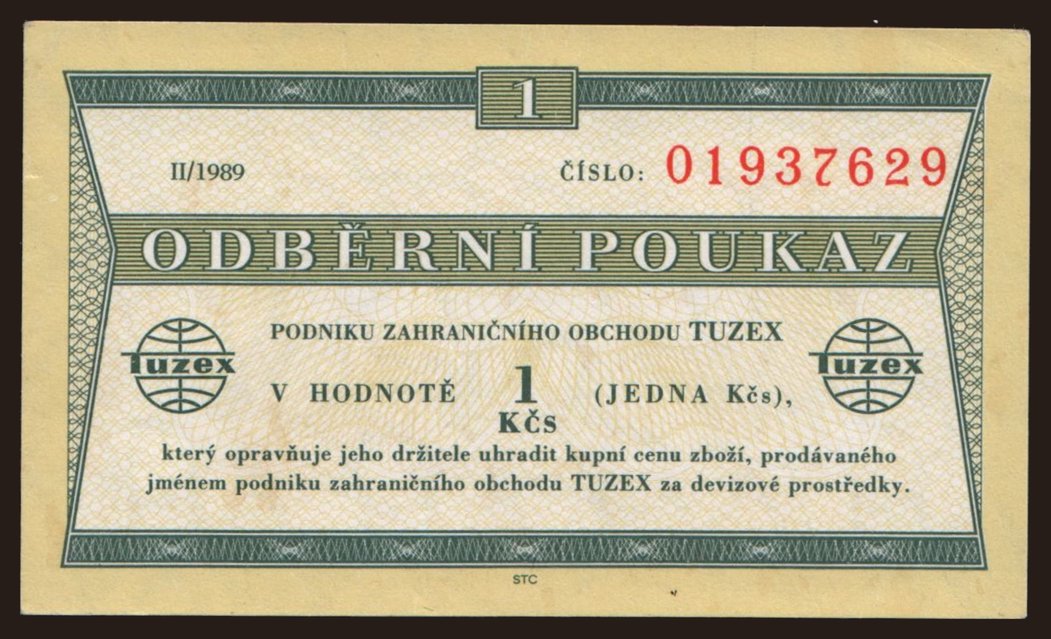 1
II/1989 ČÍSLO: 01937629
ODBĚRNÍ POUKAZ
PODNIKU ZAHRANIČNÍHO OBCHODU TUZEX
Tuzex V HODNOTĚ 1 (JEDNA Kčs), Tuzex
Kčs
který opravňuje jeho držitele uhradit kupní cenu zboží, prodávaného
jménem podniku zahraničního obchodu TUZEX za devizové prostředky.
STC